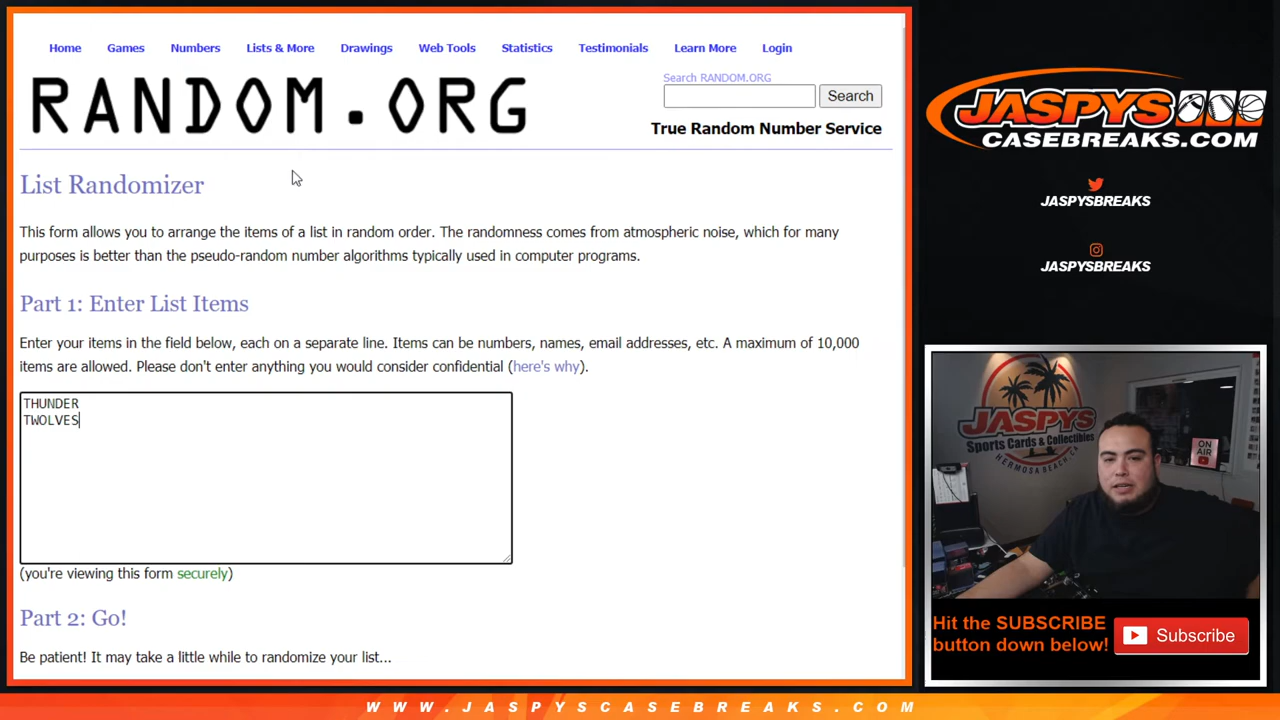 Home Games Numbers Lists & More Drawings Web Tools Statistics Testimonials Learn More Login
RANDOM.ORG
Search RANDOM.ORG
Search
True Random Number Service
List Randomizer
This form allows you to arrange the items of a list in random order. The randomness comes from atmospheric noise, which for many
purposes is better than the pseudo-random number algorithms typically used in computer programs.
Part 1: Enter List Items
Enter your items in the field below, each on a separate line. Items can be numbers, names, email addresses, etc. A maximum of 10,000
items are allowed. Please don't enter anything you would consider confidential (here's why).
THUNDER
TWOLVES
(you're viewing this form securely)
Part 2: Go!
Be patient! It may take a little while to randomize your list...
JASPYS
CASEBREAKS.COM
JASPYSBREAKS
JASPYSBREAKS
JASPYS
Sports Cards & Collectibles
HERMOSA BEACH, CA
ON
AIR
Hit the SUBSCRIBE
button down below!
Subscribe
WWW.JASPYSCASEBREAKS.COM